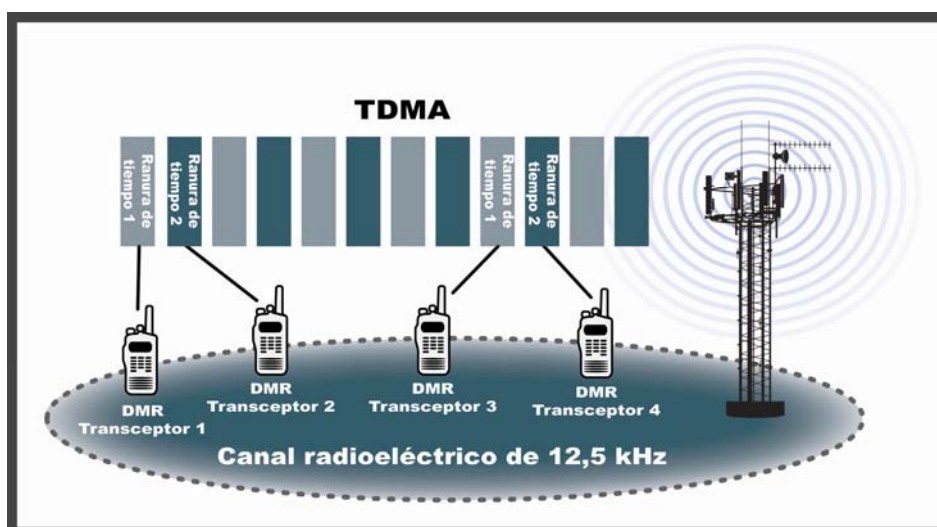 TDMA
Ranura de
tiempo 1
Ranura de
tiempo 2
Ranura de
tiempo 1
Ranura de
tiempo 2
DMR
Transceptor 1
DMR
Transceptor 2
DMR
Transceptor 3
DMR
Transceptor 4
Canal radioeléctrico de 12,5 kHz